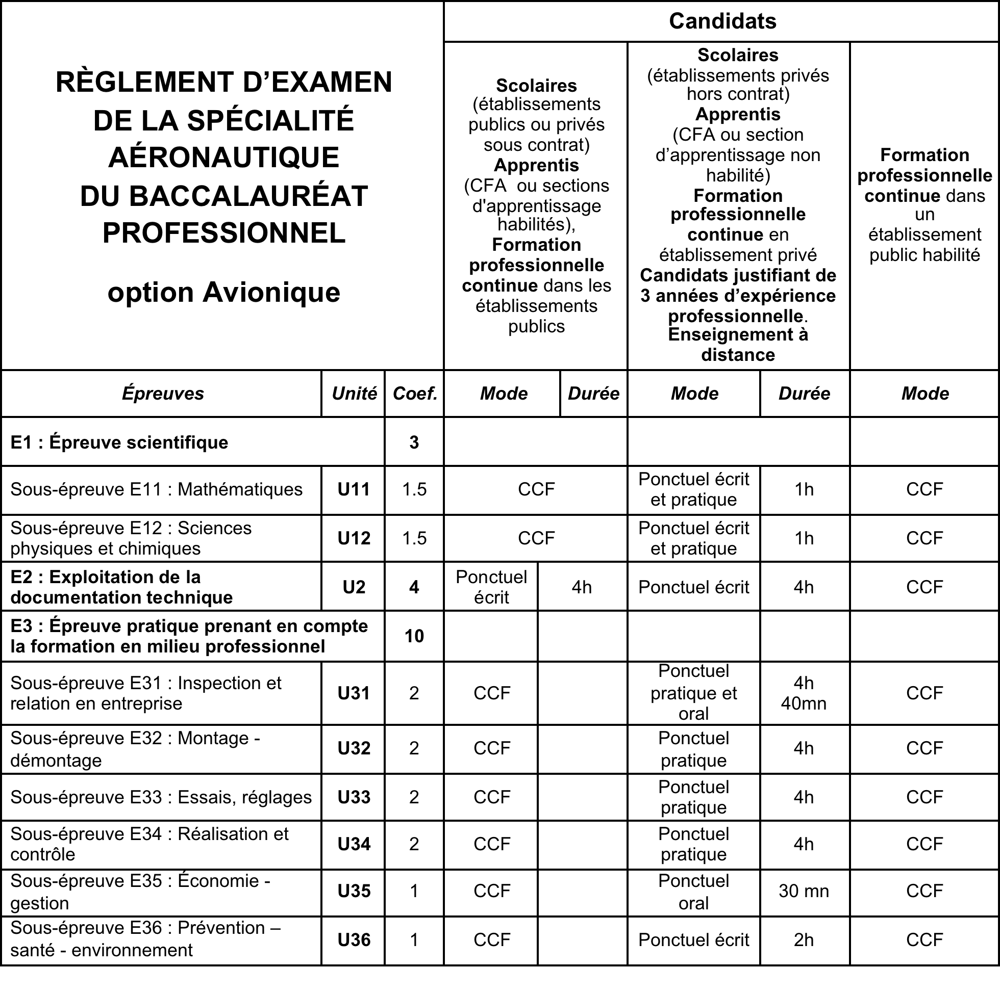 Candidats
RÈGLEMENT D’EXAMEN
DE LA SPÉCIALITÉ
AÉRONAUTIQUE
DU BACCALAURÉAT
PROFESSIONNEL
option Avionique
Scolaires
(établissements
publics ou privés
sous contrat)
Apprentis
(CFA  ou sections
d'apprentissage
habilités),
Formation
professionnelle
continue dans les
établissements
publics
Scolaires
(établissements privés
hors contrat)
Apprentis
(CFA ou section
d’apprentissage non
habilité)
Formation
professionnelle
continue en
établissement privé
Candidats justifiant de
3 années d’expérience
professionnelle.
Enseignement à
distance
Formation
professionnelle
continue dans
un
établissement
public habilité
Épreuves Unité Coef. Mode Durée Mode Durée Mode
E1 : Épreuve scientifique 3
Sous-épreuve E11 : Mathématiques U11 1.5 CCF Ponctuel écrit
et pratique 1h CCF
Sous-épreuve E12 : Sciences
physiques et chimiques U12 1.5 CCF Ponctuel écrit
et pratique 1h CCF
E2 : Exploitation de la
documentation technique U2 4 Ponctuel
écrit 4h Ponctuel écrit 4h CCF
E3 : Épreuve pratique prenant en compte
la formation en milieu professionnel 10
Sous-épreuve E31 : Inspection et
relation en entreprise U31 2 CCF Ponctuel
pratique et
oral 4h
40mn CCF
Sous-épreuve E32 : Montage -
démontage U32 2 CCF Ponctuel
pratique 4h CCF
Sous-épreuve E33 : Essais, réglages U33 2 CCF Ponctuel
pratique 4h CCF
Sous-épreuve E34 : Réalisation et
contrôle U34 2 CCF Ponctuel
pratique 4h CCF
Sous-épreuve E35 : Économie -
gestion U35 1 CCF Ponctuel
oral 30 mn CCF
Sous-épreuve E36 : Prévention –
santé - environnement U36 1 CCF Ponctuel écrit 2h CCF